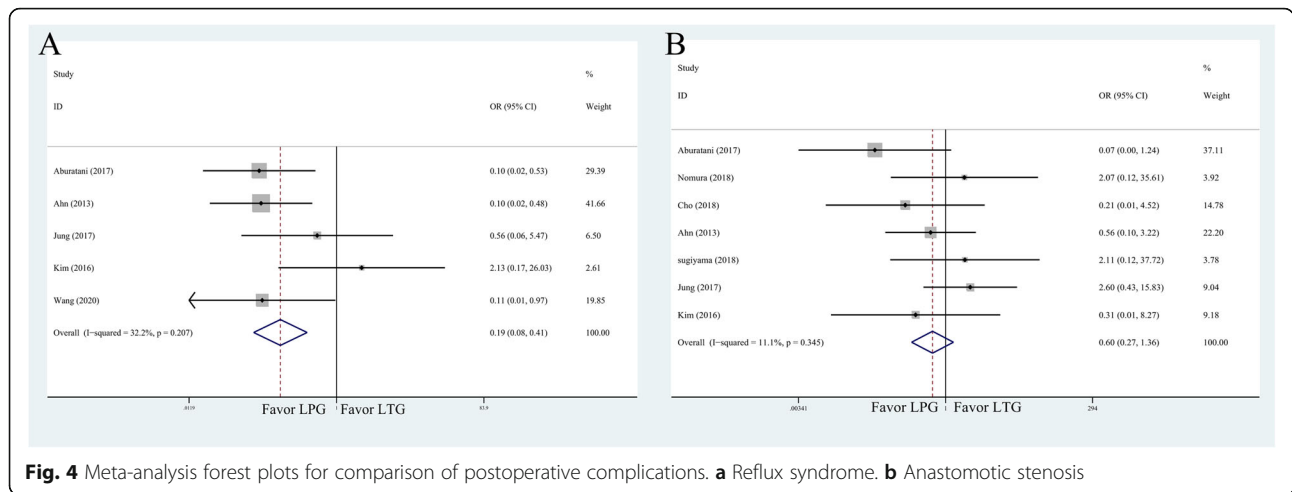 A
Study %
ID OR (95% CI) Weight
Aburatani (2017) 0.10 (0.02, 0.53) 29.39
Ahn (2013) 0.10 (0.02, 0.48) 41.66
Jung (2017) 0.56 (0.06, 5.47) 6.50
Kim (2016) 2.13 (0.17, 26.03) 2.61
Wang (2020) 0.11 (0.01, 0.97) 19.85
Overall (I−squared = 32.2%, p = 0.207) 0.19 (0.08, 0.41) 100.00
.0119 Favor LPG 1 Favor LTG 83.9
B
Study %
ID OR (95% CI) Weight
Aburatani (2017) 0.07 (0.00, 1.24) 37.11
Nomura (2018) 2.07 (0.12, 35.61) 3.92
Cho (2018) 0.21 (0.01, 4.52) 14.78
Ahn (2013) 0.56 (0.10, 3.22) 22.20
sugiyama (2018) 2.11 (0.12, 37.72) 3.78
Jung (2017) 2.60 (0.43, 15.83) 9.04
Kim (2016) 0.31 (0.01, 8.27) 9.18
Overall (I−squared = 11.1%, p = 0.345) 0.60 (0.27, 1.36) 100.00
.00341 Favor LPG 1 Favor LTG 294
Fig. 4 Meta-analysis forest plots for comparison of postoperative complications. a Reflux syndrome. b Anastomotic stenosis